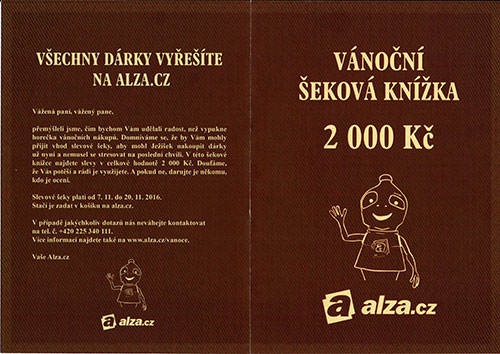 VŠECHNY DÁRKY VYŘEŠÍTE
NA ALZA.CZ
Vážená paní, vážený pane,
přemýšleli jsme, čím bychom Vám udělali radost, než vypukne
horečka vánočních nákupů. Domníváme se, že by Vám mohly
přijít vhod slevové šeky, aby mohl Ježíšek nakoupit dárky
už nyní a nemusel se stresovat na poslední chvíli. V této šekové
knížce najdete slevy v celkové hodnotě 2 000 Kč. Doufáme,
že Vás potěší a rádi je využijete. A pokud ne, darujte je někomu,
kdo je ocení.
Slevové šeky platí od 7. 11. do 20. 11. 2016.
Stačí je zadat v košíku na alza.cz.
V případě jakýchkoliv dotazů nás neváhejte kontaktovat
na tel. č. +420 225 340 111.
Více informací najdete také na www.alza.cz/vanoce.
Vaše Alza.cz
a alza.cz
VÁNOČNÍ
ŠEKOVÁ KNÍŽKA
2 000 Kč
a
a alza.cz